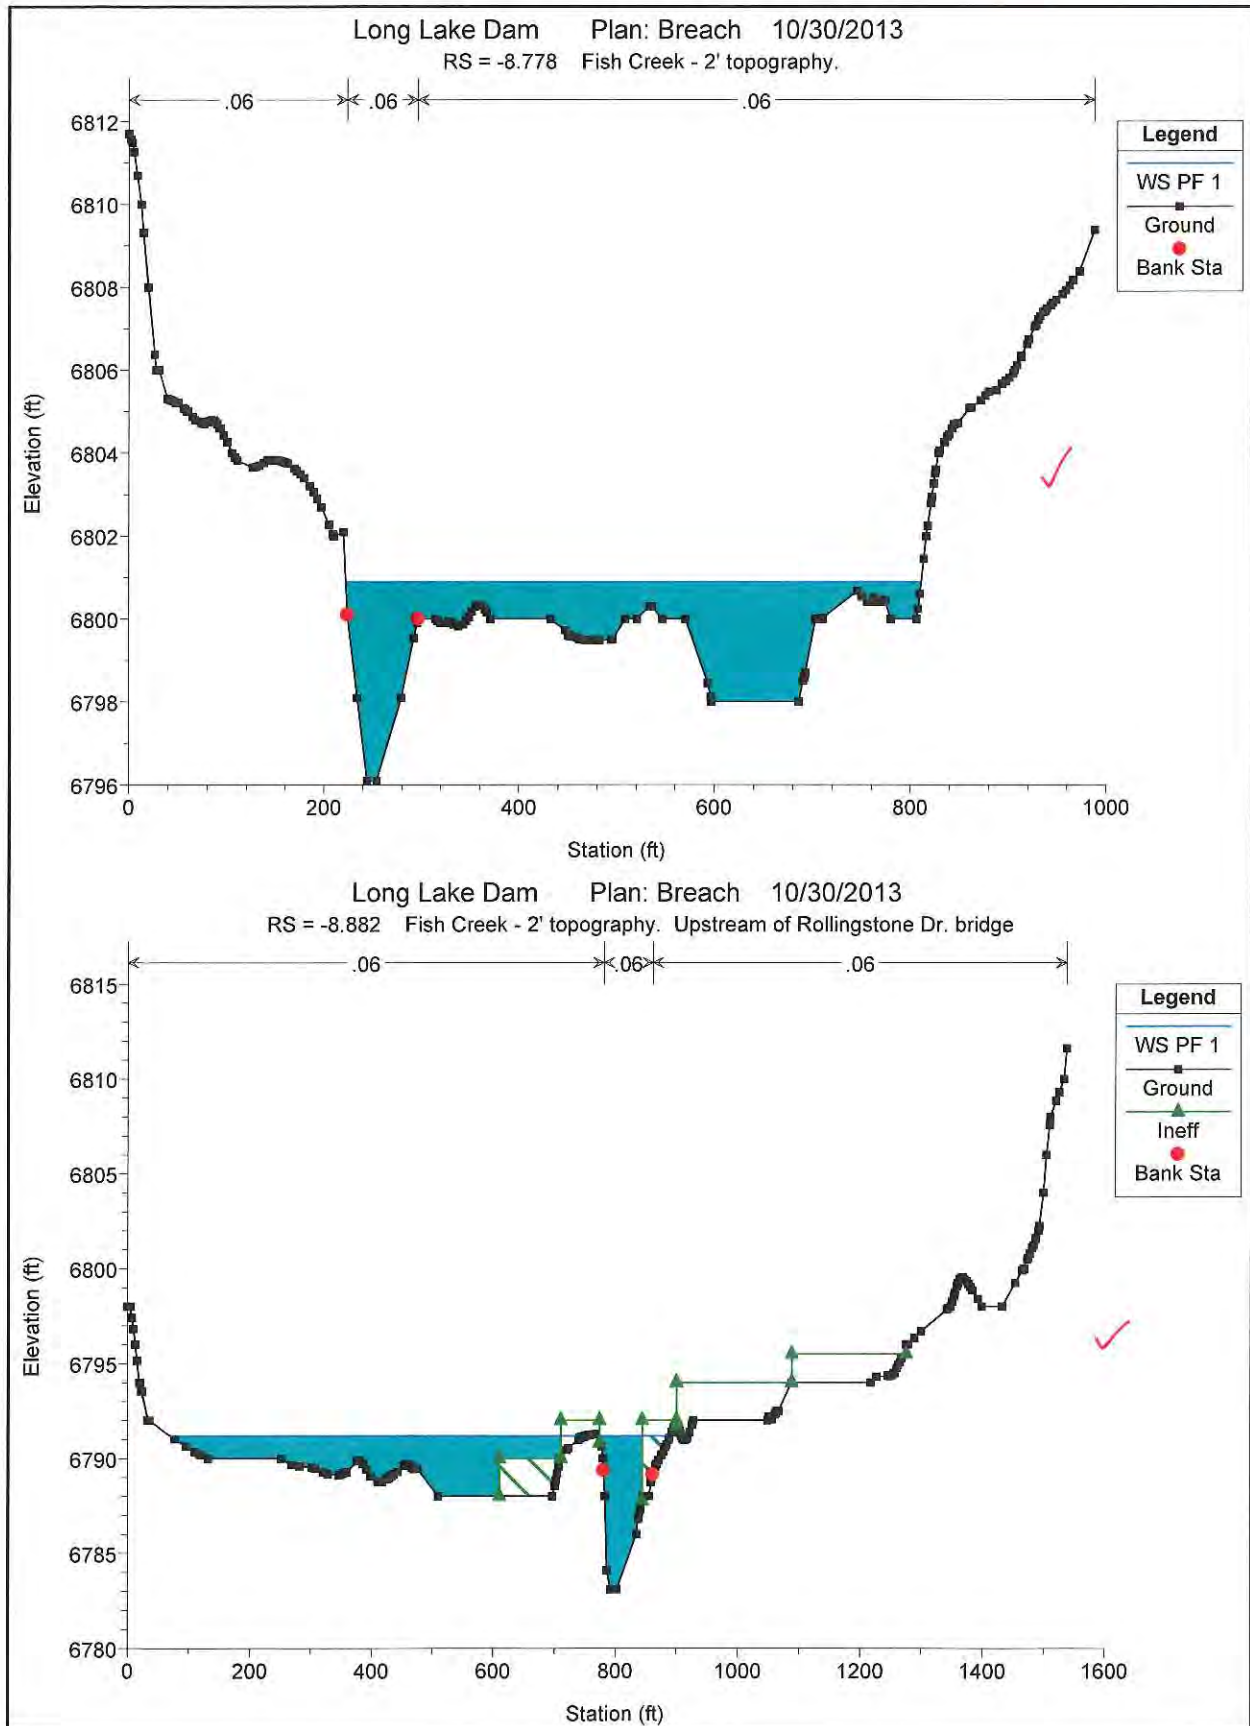 Long Lake Dam Plan: Breach 10/30/2013
RS = -8.778 Fish Creek - 2' topography.
.06 .06 .06
Legend
WS PF 1
Ground
Bank Sta
6812
6810
6808
6806
6804
6802
6800
6798
6796
Elevation (ft)
0 200 400 600 800 1000
Station (ft)
Long Lake Dam Plan: Breach 10/30/2013
RS = -8.882 Fish Creek - 2' topography. Upstream of Rollingstone Dr. bridge
.06 .06 .06
Legend
WS PF 1
Ground
Ineff
Bank Sta
6815
6810
6805
6800
6795
6790
6785
6780
Elevation (ft)
0 200 400 600 800 1000 1200 1400 1600
Station (ft)